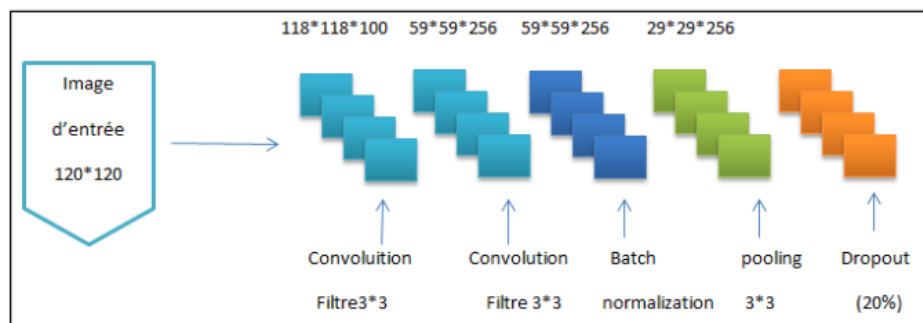 118*118*100 59*59*256 59*59*256 29*29*256
Image
d'entrée
120*120
Convoluition Convolution Batch pooling Dropout
Filtre3*3 Filtre 3*3 normalization 3*3 (20%)